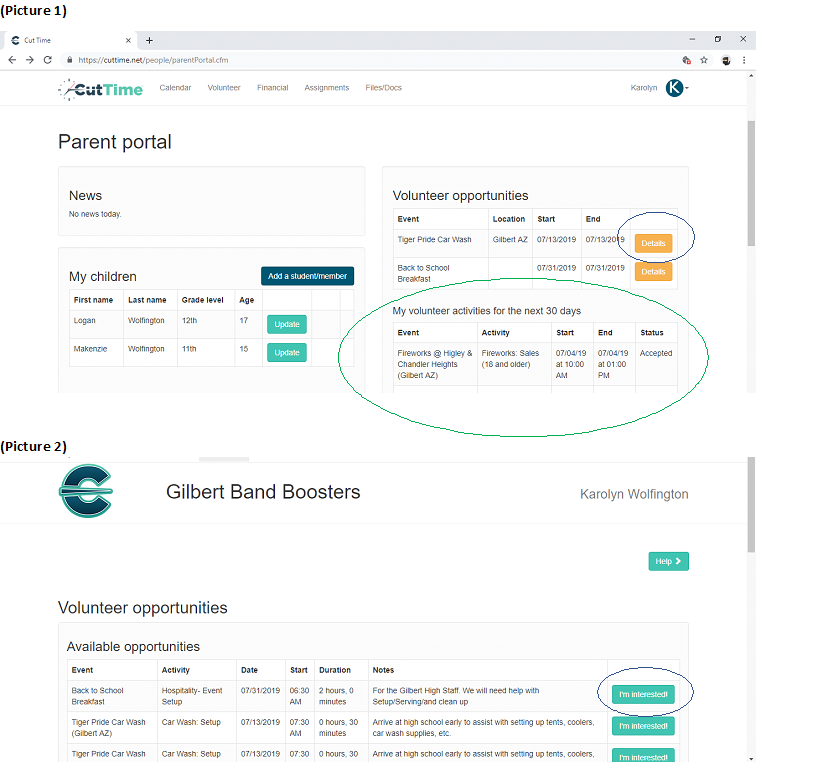 (Picture 1)
Cut Time
https://cuttime.net/people/parentPortal.cfm
CutTime Calendar Volunteer Financial Assignments Files/Docs Karolyn K
Parent portal
News
No news today.
My children Add a student/member
First name Last name Grade level Age
Logan Wolfington 12th 17 Update
Makenzie Wolfington 11th 15 Update
Volunteer opportunities
Event Location Start End
Tiger Pride Car Wash Gilbert AZ 07/13/2019 07/13/2019 Details
Back to School 07/31/2019 07/31/2019 Details
Breakfast
My volunteer activities for the next 30 days
Event Activity Start End Status
Fireworks @ Higley & Fireworks: Sales 07/04/19 07/04/19 Accepted
Chandler Heights (18 and older) at 10:00 at 01:00
(Gilbert AZ) AM PM
(Picture 2)
Gilbert Band Boosters Karolyn Wolfington
Help
Volunteer opportunities
Available opportunities
Event Activity Date Start Duration Notes
Back to School Hospitality- Event 07/31/2019 06:30 2 hours, 0 For the Gilbert High Staff. We will need help with I'm interested!
Breakfast Setup AM minutes Setup/Serving/and clean up
Tiger Pride Car Wash Car Wash: Setup 07/13/2019 07:30 0 hours, 30 Arrive at high school early to assist with setting up tents, coolers, I'm interested!
(Gilbert AZ) AM minutes car wash supplies, etc.
Tiger Pride Car Wash Car Wash: Setup 07/13/2019 07:30 0 hours, 30 Arrive at high school early to assist with setting up tents, coolers, I'm interested!